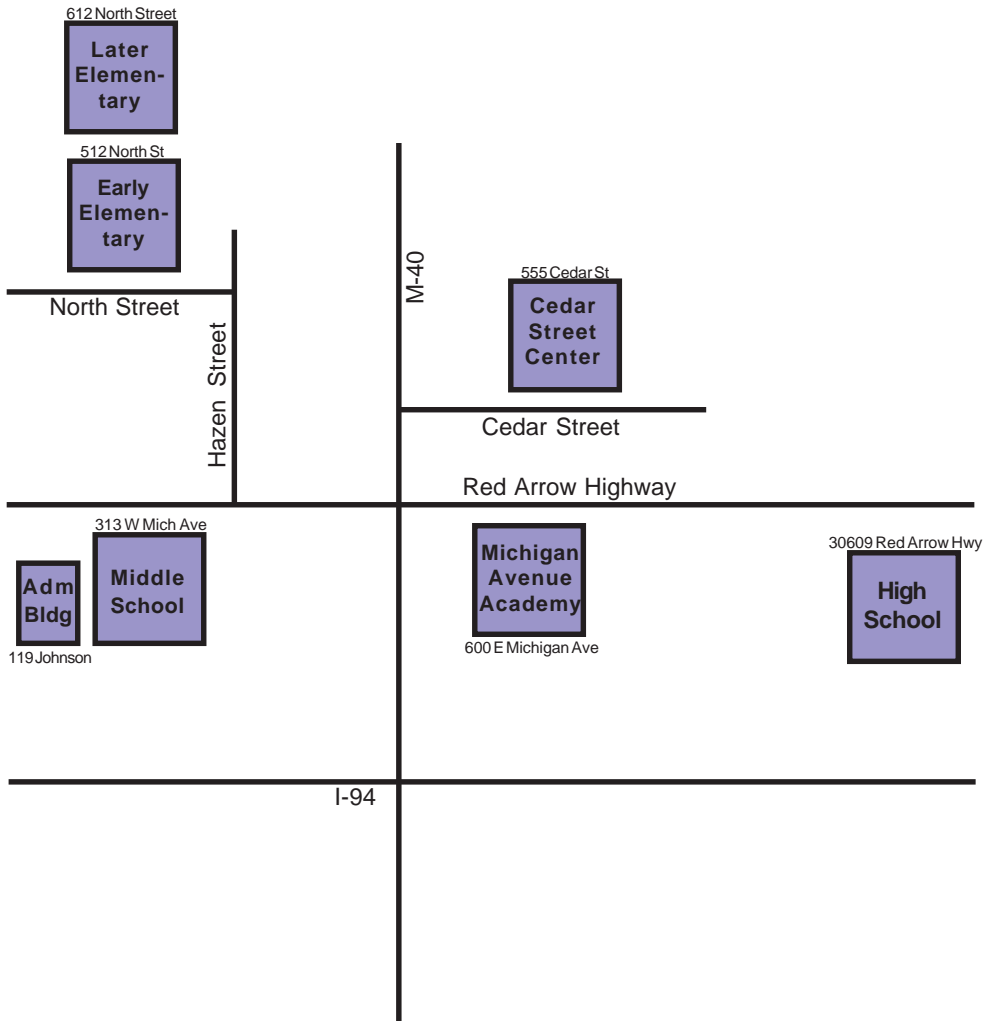 612 North Street
Later
Elemen-
tary
512 North St
Early
Elemen-
tary
North Street
Hazen Street
M-40
555 Cedar St
Cedar
Street
Center
Cedar Street
Red Arrow Highway
313 W Mich Ave
Middle
School
Adm
Bldg
119 Johnson
Michigan
Avenue
Academy
600 E Michigan Ave
30609 Red Arrow Hwy
High
School
I-94